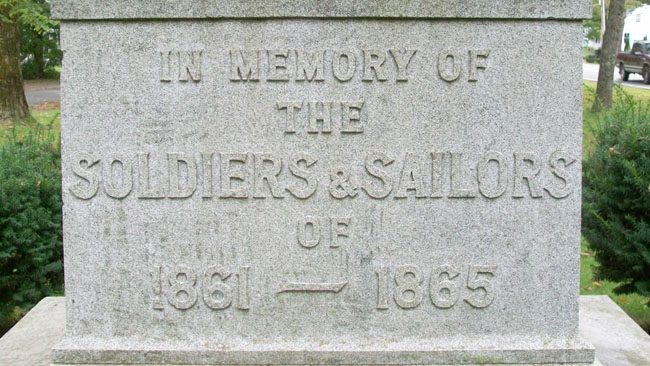 IN MEMORY OF
THE
SOLDIERS & SAILORS
OF
1861 — 1865